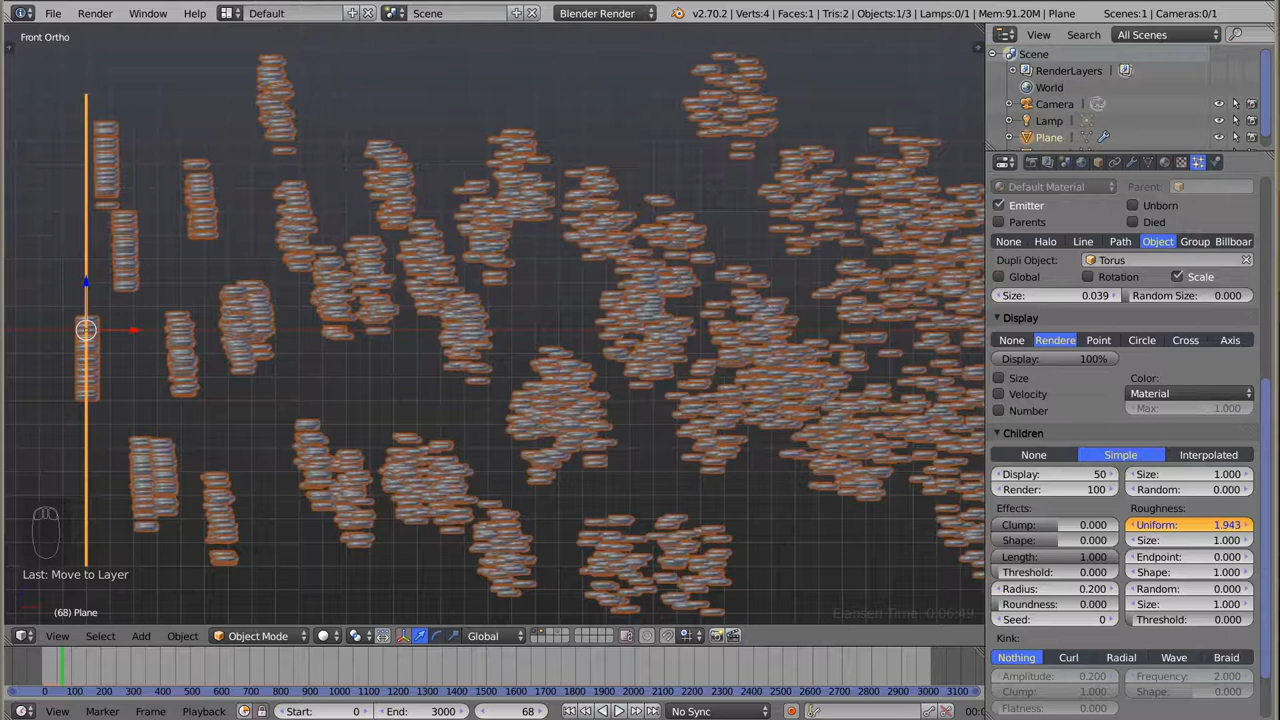 File Render Window Help Default Scene Blender Render v2.70.2 | Verts:4 | Faces:1 | Tris:2 | Objects:1/3 | Lamps:0/1 | Mem:91.20M | Plane Scenes:1 | Cameras:0/1
Front Ortho
View Search All Scenes
Scene
RenderLayers
World
Camera
Lamp
Plane
Default Material Parent:
Emitter Unborn
Parents Died
None Halo Line Path Object Group Billboar
Dupli Object: Torus
Global Rotation Scale
Size: 0.039 Random Size: 0.000
Display
None Rendere Point Circle Cross Axis
Display: 100%
Size Color:
Velocity Material
Number Max: 1.000
Children
None Simple Interpolated
Display: 50 Size: 1.000
Render: 100 Random: 0.000
Effects: Roughness:
Clump: 0.000 Uniform: 1.943
Shape: 0.000 Size: 1.000
Length: 1.000 Endpoint: 0.000
Threshold: 0.000 Shape: 1.000
Radius: 0.200 Random: 0.000
Roundness: 0.000 Size: 1.000
Seed: 0 Threshold: 0.000
Kink:
Nothing Curl Radial Wave Braid
Amplitude: 0.200 Frequency: 2.000
Clump: 1.000 Shape: 0.000
Flatness: 0.000
Last: Move to Layer
(68) Plane
Elapsed Time: 0:06:49
View Select Add Object Object Mode Global
0 100 200 300 400 500 600 700 800 900 1000 1100 1200 1300 1400 1500 1600 1700 1800 1900 2000 2100 2200 2300 2400 2500 2600 2700 2800 2900 3000 3100
View Marker Frame Playback Start: 0 End: 3000 68 No Sync